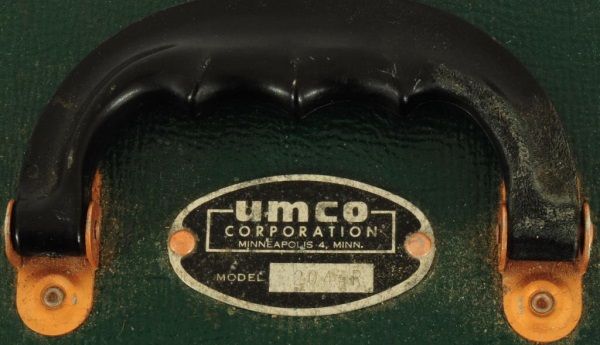 umco
CORPORATION
MINNEAPOLIS 4, MINN.
MODEL